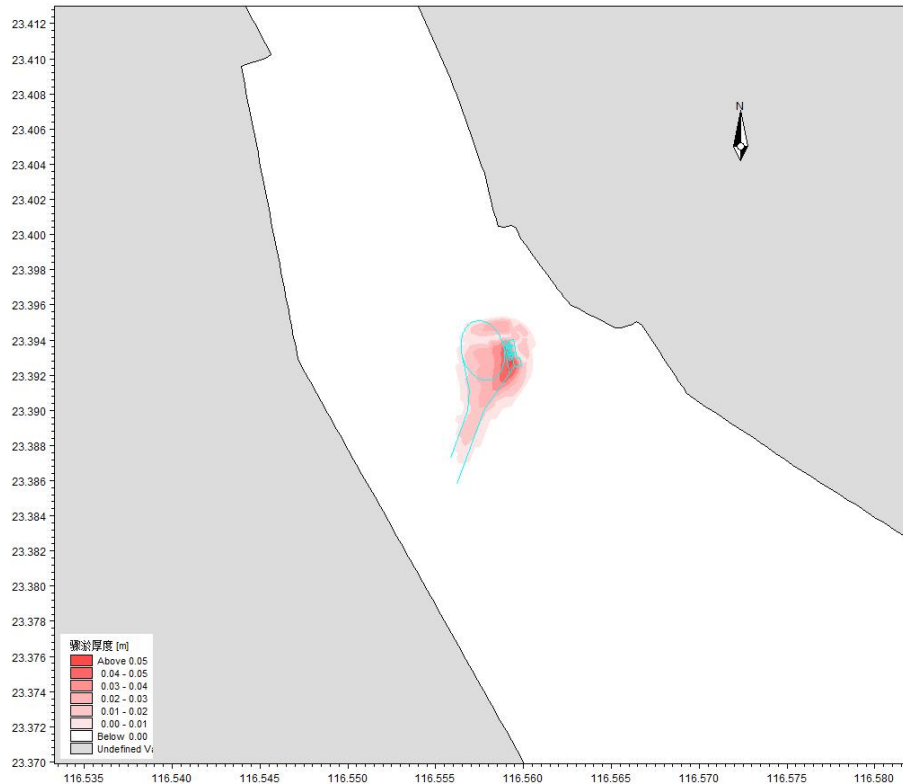 23.412
23.410
23.408
23.406
23.404
23.402
23.400
23.398
23.396
23.394
23.392
23.390
23.388
23.386
23.384
23.382
23.380
23.378
23.376
23.374
23.372
23.370
N
骤淤厚度 [m]
Above 0.05
0.04 - 0.05
0.03 - 0.04
0.02 - 0.03
0.01 - 0.02
0.00 - 0.01
Below 0.00
Undefined Va
116.535 116.540 116.545 116.550 116.555 116.560 116.565 116.570 116.575 116.580